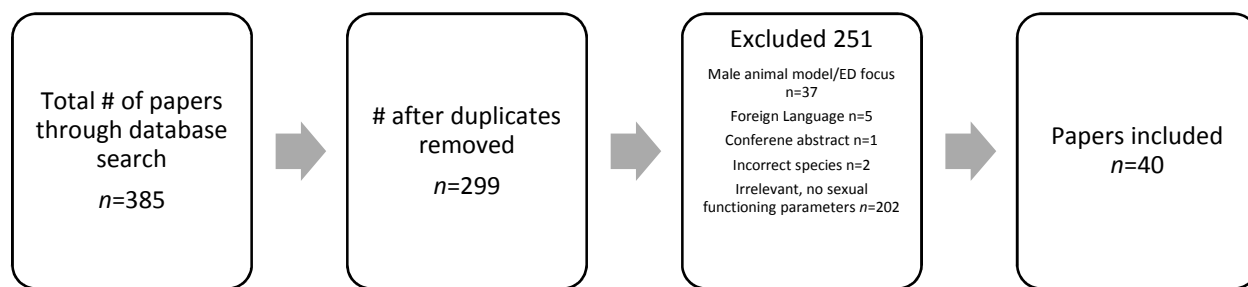 Total # of papers
through database
search
n=385
# after duplicates
removed
n=299
Excluded 251
Male animal model/ED focus
n=37
Foreign Language n=5
Conferene abstract n=1
Incorrect species n=2
Irrelevant, no sexual
functioning parameters n=202
Papers included
n=40